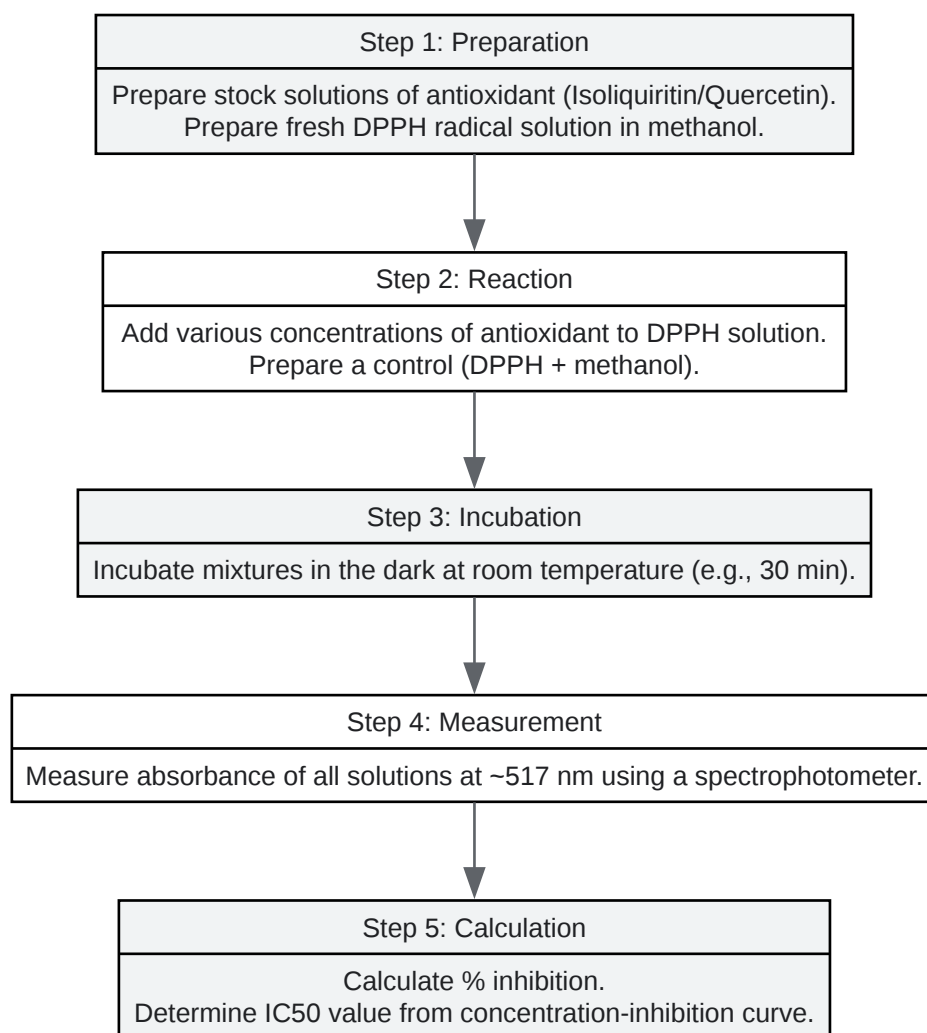 Step 1: Preparation
Prepare stock solutions of antioxidant (Isoliquiritin/Quercetin).
Prepare fresh DPPH radical solution in methanol.
Step 2: Reaction
Add various concentrations of antioxidant to DPPH solution.
Prepare a control (DPPH + methanol).
Step 3: Incubation
Incubate mixtures in the dark at room temperature (e.g., 30 min).
Step 4: Measurement
Measure absorbance of all solutions at ~517 nm using a spectrophotometer.
Step 5: Calculation
Calculate % inhibition.
Determine IC50 value from concentration-inhibition curve.